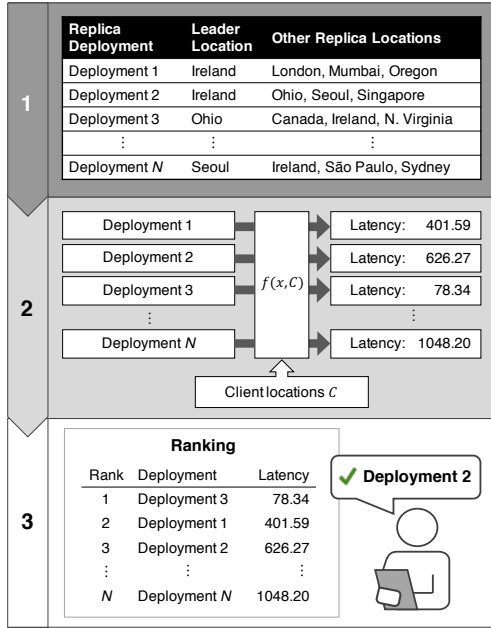 1
Replica Deployment Leader Location Other Replica Locations
Deployment 1 Ireland London, Mumbai, Oregon
Deployment 2 Ireland Ohio, Seoul, Singapore
Deployment 3 Ohio Canada, Ireland, N. Virginia
⋮ ⋮ ⋮
Deployment N Seoul Ireland, São Paulo, Sydney
2
Deployment 1 Latency: 401.59
Deployment 2 Latency: 626.27
f(x,C)
Deployment 3 Latency: 78.34
⋮ ⋮
Deployment N Latency: 1048.20
Client locations C
3
Ranking
Rank Deployment Latency
1 Deployment 3 78.34
2 Deployment 1 401.59
3 Deployment 2 626.27
⋮ ⋮ ⋮
N Deployment N 1048.20
✓ Deployment 2